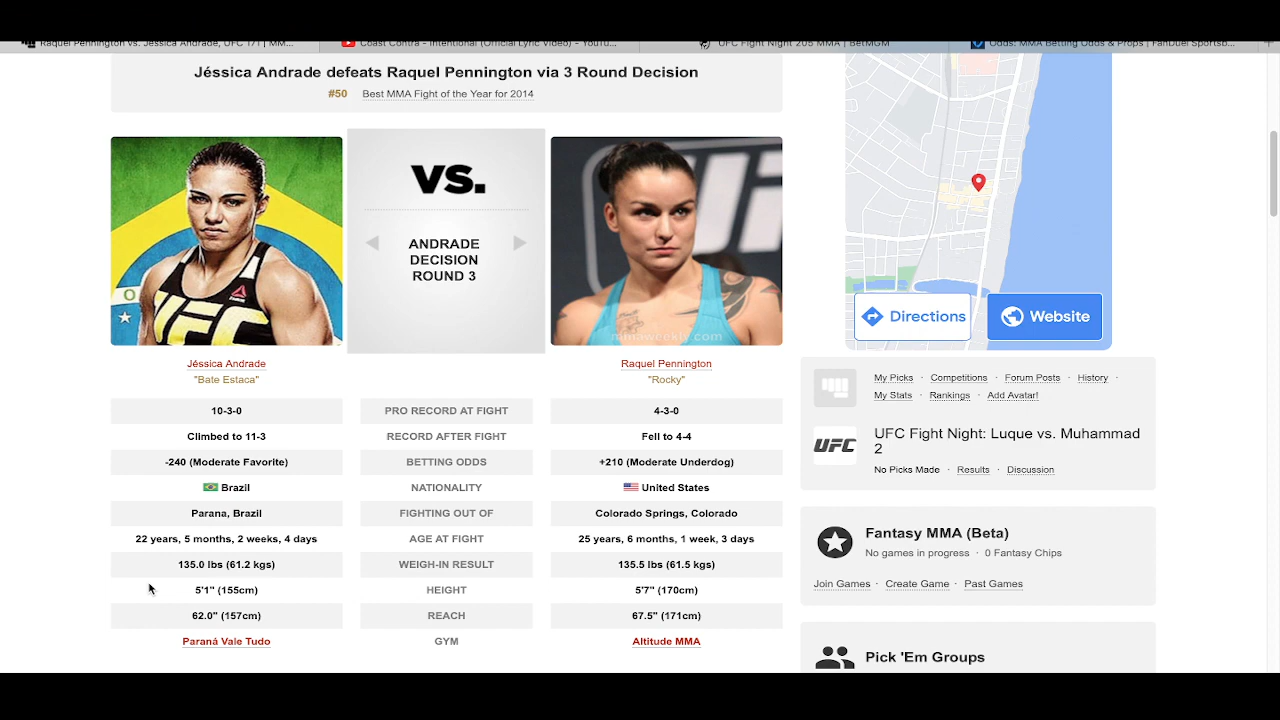 Raquel Pennington vs. Jéssica Andrade, UFC 171 | MM...
Coast Contra - Intentional (Official Lyric Video) - YouTu...
UFC Fight Night 205 MMA | BetMGM
Odds: MMA Betting Odds & Props | FanDuel Sportsb...
Jéssica Andrade defeats Raquel Pennington via 3 Round Decision
#50 Best MMA Fight of the Year for 2014
VS.
ANDRADE
DECISION
ROUND 3
UFC
mmaweekly.com
Jéssica Andrade
"Bate Estaca"
Raquel Pennington
"Rocky"
10-3-0 PRO RECORD AT FIGHT 4-3-0
Climbed to 11-3 RECORD AFTER FIGHT Fell to 4-4
-240 (Moderate Favorite) BETTING ODDS +210 (Moderate Underdog)
Brazil NATIONALITY United States
Parana, Brazil FIGHTING OUT OF Colorado Springs, Colorado
22 years, 5 months, 2 weeks, 4 days AGE AT FIGHT 25 years, 6 months, 1 week, 3 days
135.0 lbs (61.2 kgs) WEIGH-IN RESULT 135.5 lbs (61.5 kgs)
5'1" (155cm) HEIGHT 5'7" (170cm)
62.0" (157cm) REACH 67.5" (171cm)
Paraná Vale Tudo GYM Altitude MMA
Directions
Website
My Picks · Competitions · Forum Posts · History ·
My Stats · Rankings · Add Avatar!
UFC
UFC Fight Night: Luque vs. Muhammad
2
No Picks Made · Results · Discussion
Fantasy MMA (Beta)
No games in progress · 0 Fantasy Chips
Join Games · Create Game · Past Games
Pick 'Em Groups